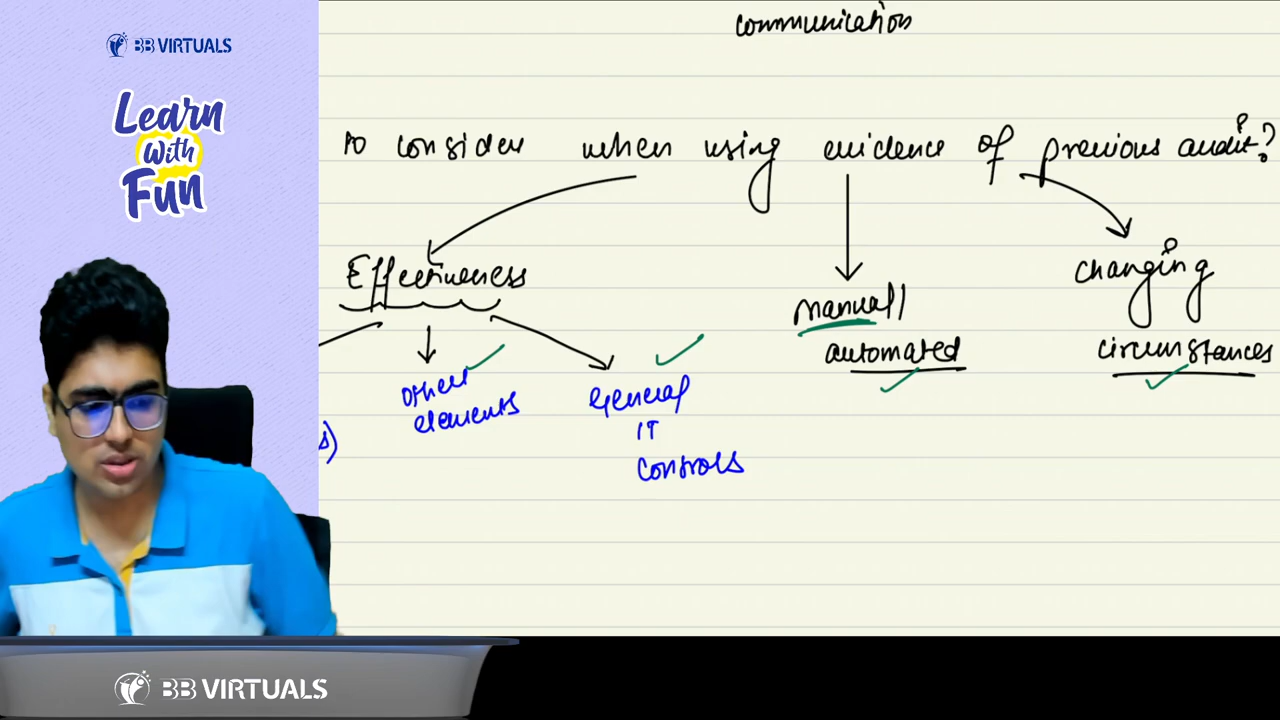 BB VIRTUALS
Learn
With
Fun
communication
to consider when using evidence of previous audit?
Effectiveness
manual/
automated
changing
circumstances
other
elements
General
IT
controls
s)
BB VIRTUALS